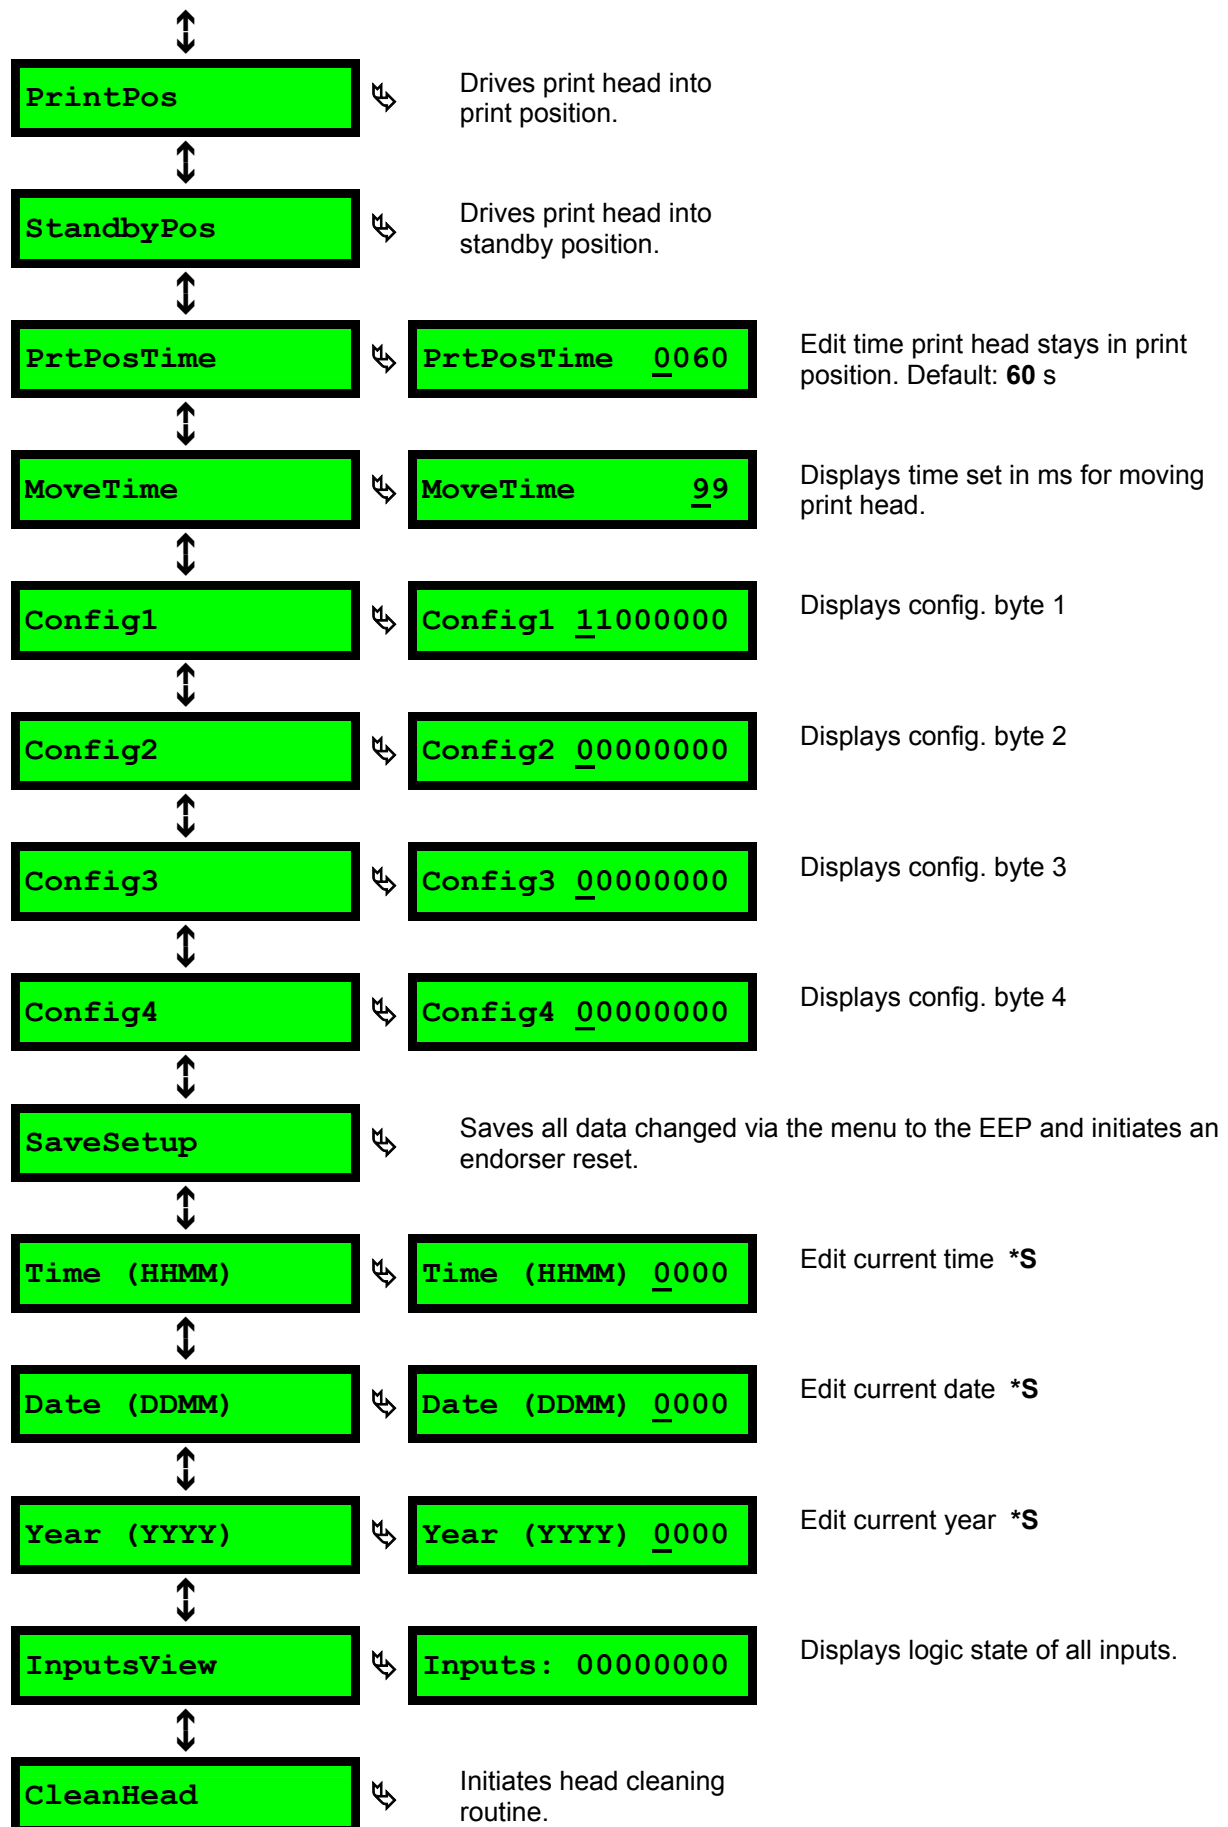 PrintPos
Drives print head into
print position.
StandbyPos
Drives print head into
standby position.
PrtPosTime
PrtPosTime 0060
Edit time print head stays in print
position. Default: 60 s
MoveTime
MoveTime 99
Displays time set in ms for moving
print head.
Config1
Config1 11000000
Displays config. byte 1
Config2
Config2 00000000
Displays config. byte 2
Config3
Config3 00000000
Displays config. byte 3
Config4
Config4 00000000
Displays config. byte 4
SaveSetup
Saves all data changed via the menu to the EEP and initiates an
endorser reset.
Time (HHMM)
Time (HHMM) 0000
Edit current time *S
Date (DDMM)
Date (DDMM) 0000
Edit current date *S
Year (YYYY)
Year (YYYY) 0000
Edit current year *S
InputsView
Inputs: 00000000
Displays logic state of all inputs.
CleanHead
Initiates head cleaning
routine.